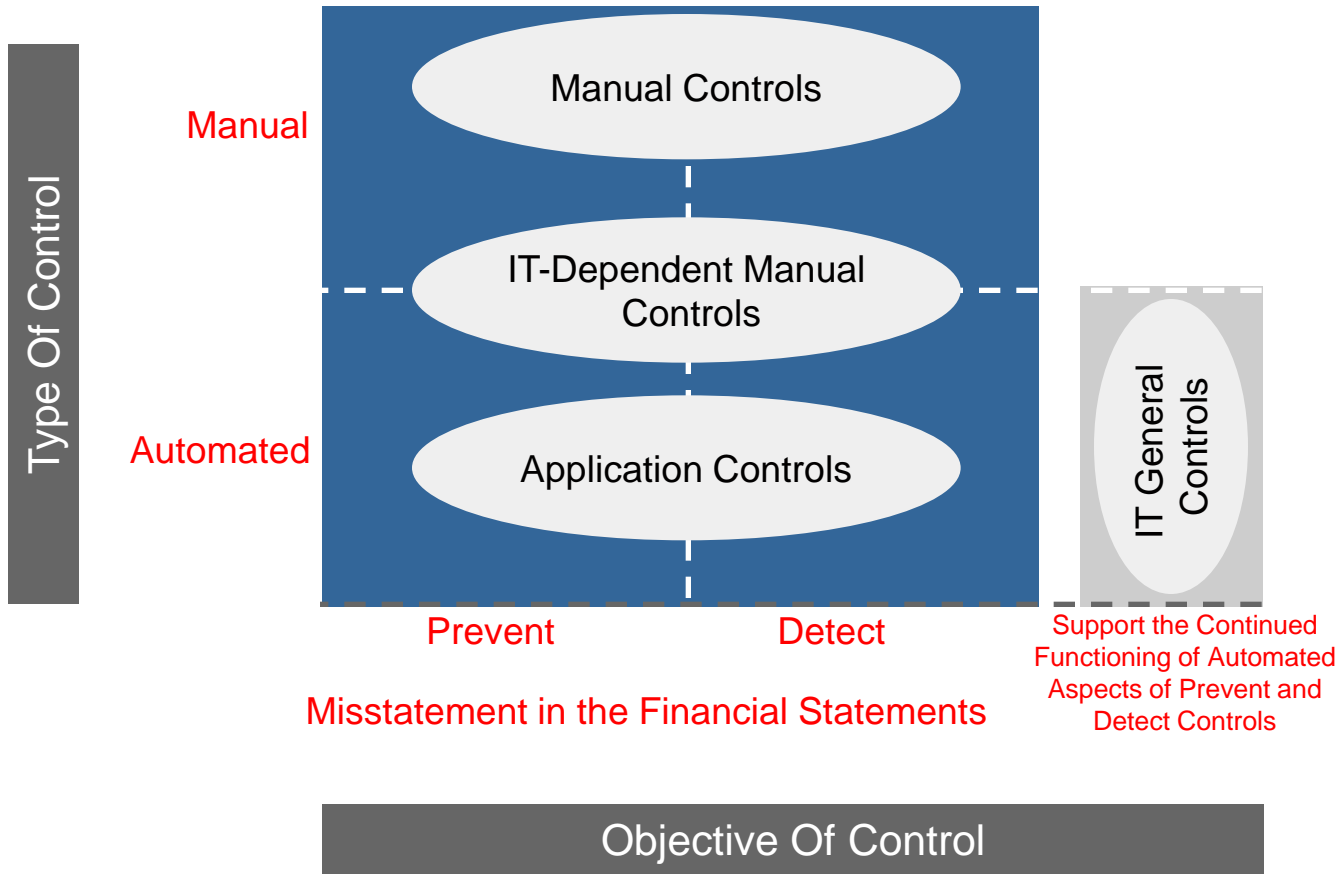 Type Of Control
Manual
Automated
Manual Controls
IT-Dependent Manual
Controls
Application Controls
IT General
Controls
Prevent
Detect
Misstatement in the Financial Statements
Support the Continued
Functioning of Automated
Aspects of Prevent and
Detect Controls
Objective Of Control